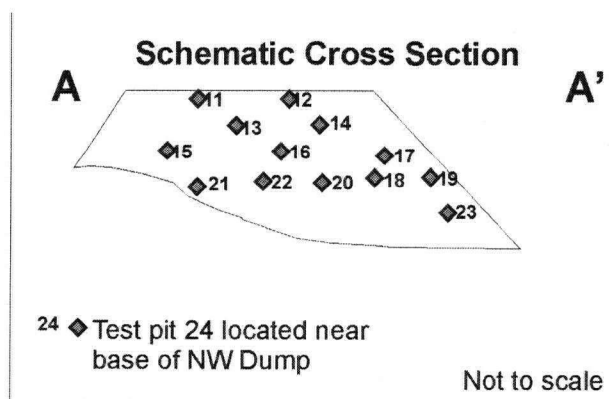 Schematic Cross Section
A A'
11 12
13 14
15 16 17
21 22 20 18 19
23
24 Test pit 24 located near
base of NW Dump
Not to scale